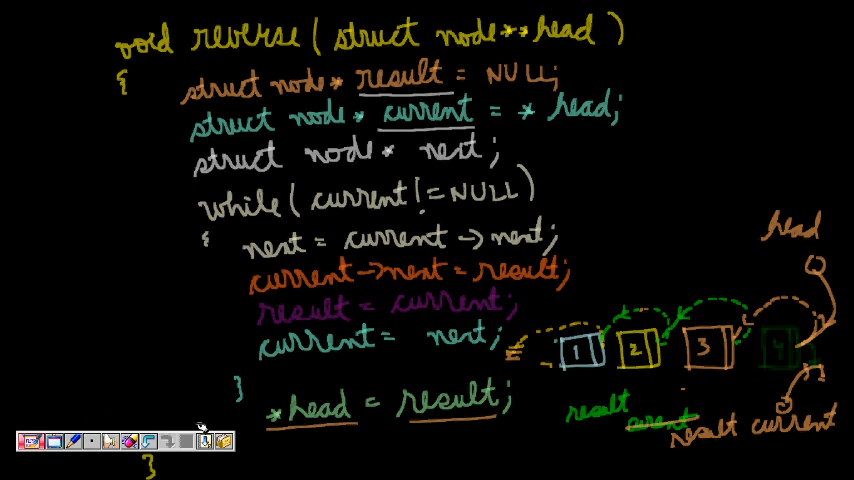 void reverse( struct node** head )
{
struct node* result = NULL;
struct node* current = * head;
struct node* next;
while( current != NULL)
{ next = current -> next;
current->next = result;
result = current;
current = next;
}
*head = result;
}
head
1 2 3 4
result current result current